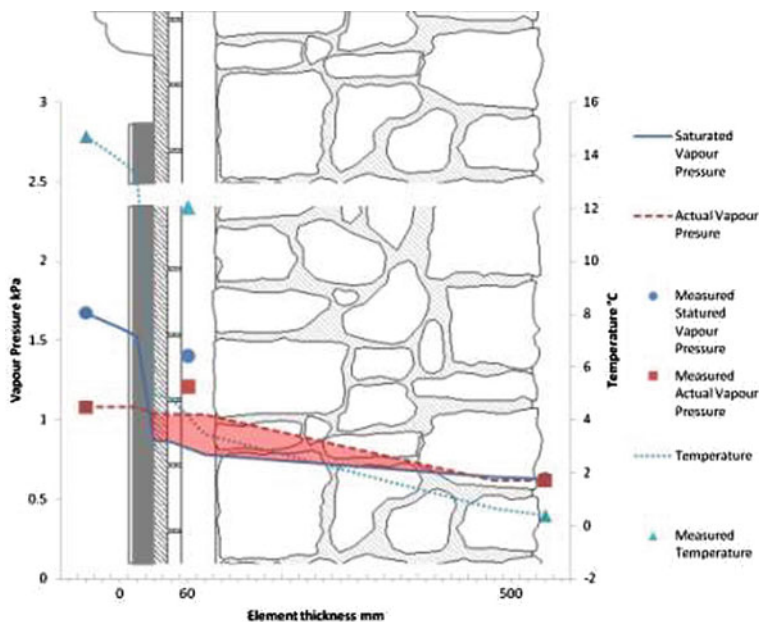 3
2.5
2
1.5
1
0.5
0
Vapour Pressure kPa
0
60
500
Element thickness mm
16
14
12
10
8
6
4
2
0
-2
Temperature °C
Saturated
Vapour
Pressure
Actual Vapour
Presure
Measured
Statured
Vapour
Pressure
Measured
Actual Vapour
Pressure
Temperature
Measured
Temperature